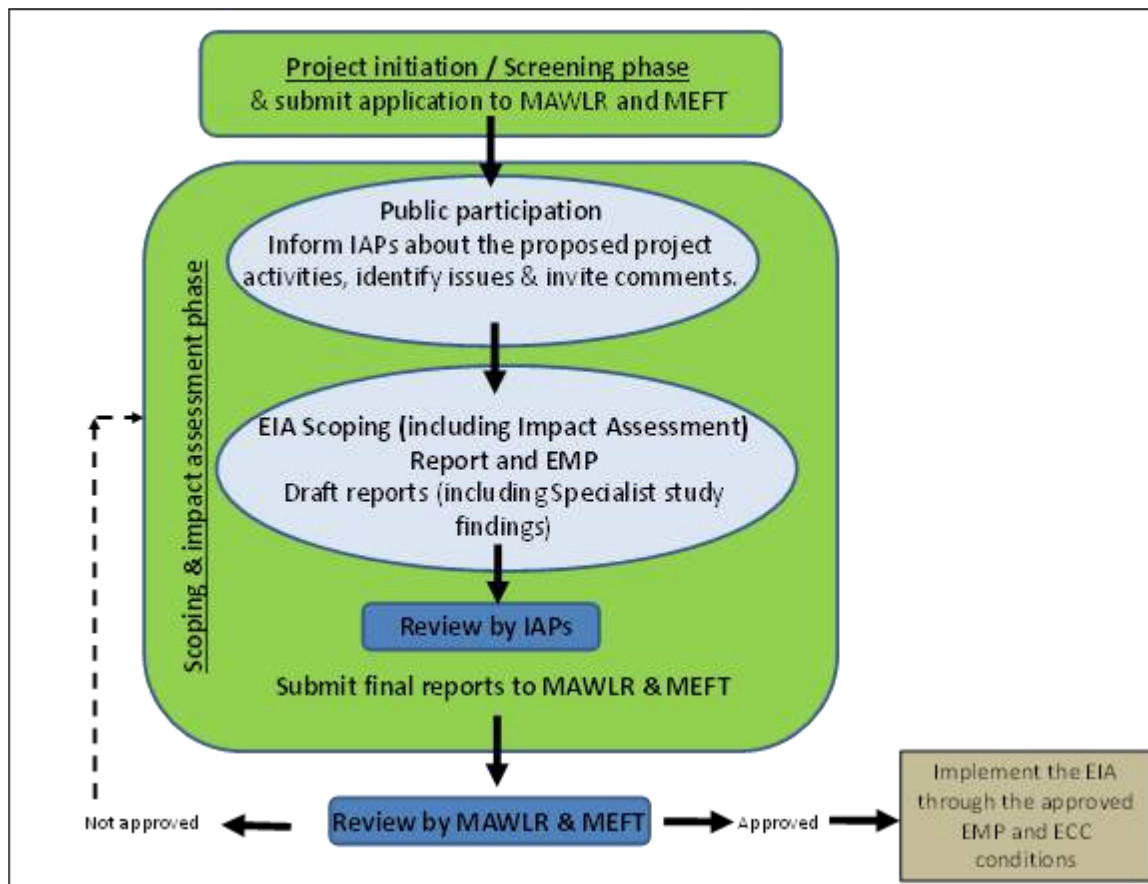 Project initiation / Screening phase
& submit application to MAWLR and MEFT
Public participation
Inform IAPs about the proposed project
activities, identify issues & invite comments.
Scoping & impact assessment phase
EIA Scoping (including Impact Assessment)
Report and EMP
Draft reports (including Specialist study
findings)
Review by IAPs
Submit final reports to MAWLR & MEFT
Not approved
Review by MAWLR & MEFT
Approved
Implement the EIA
through the approved
EMP and ECC
conditions